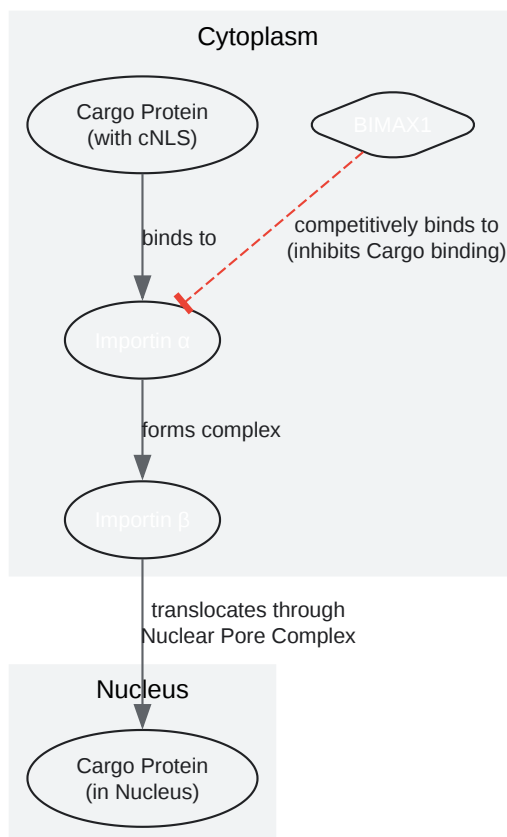 Cytoplasm
Cargo Protein
(with cNLS)
BIMAX1
binds to
competitively binds to
(inhibits Cargo binding)
Importin α
forms complex
Importin β
translocates through
Nuclear Pore Complex
Nucleus
Cargo Protein
(in Nucleus)